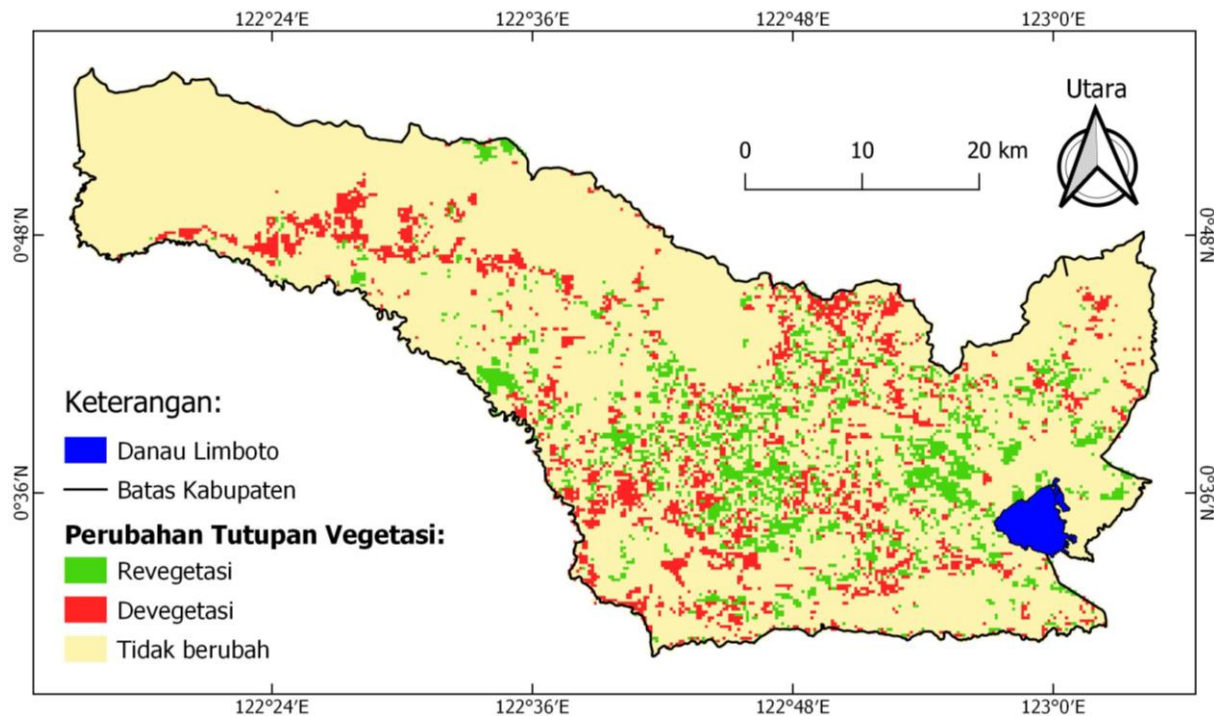 122°24′E 122°36′E 122°48′E 123°0′E
Utara
0 10 20 km
0°48′N 0°48′N
Keterangan:
Danau Limboto
Batas Kabupaten
0°36′N 0°36′N
Perubahan Tutupan Vegetasi:
Revegetasi
Devegetasi
Tidak berubah
122°24′E 122°36′E 122°48′E 123°0′E